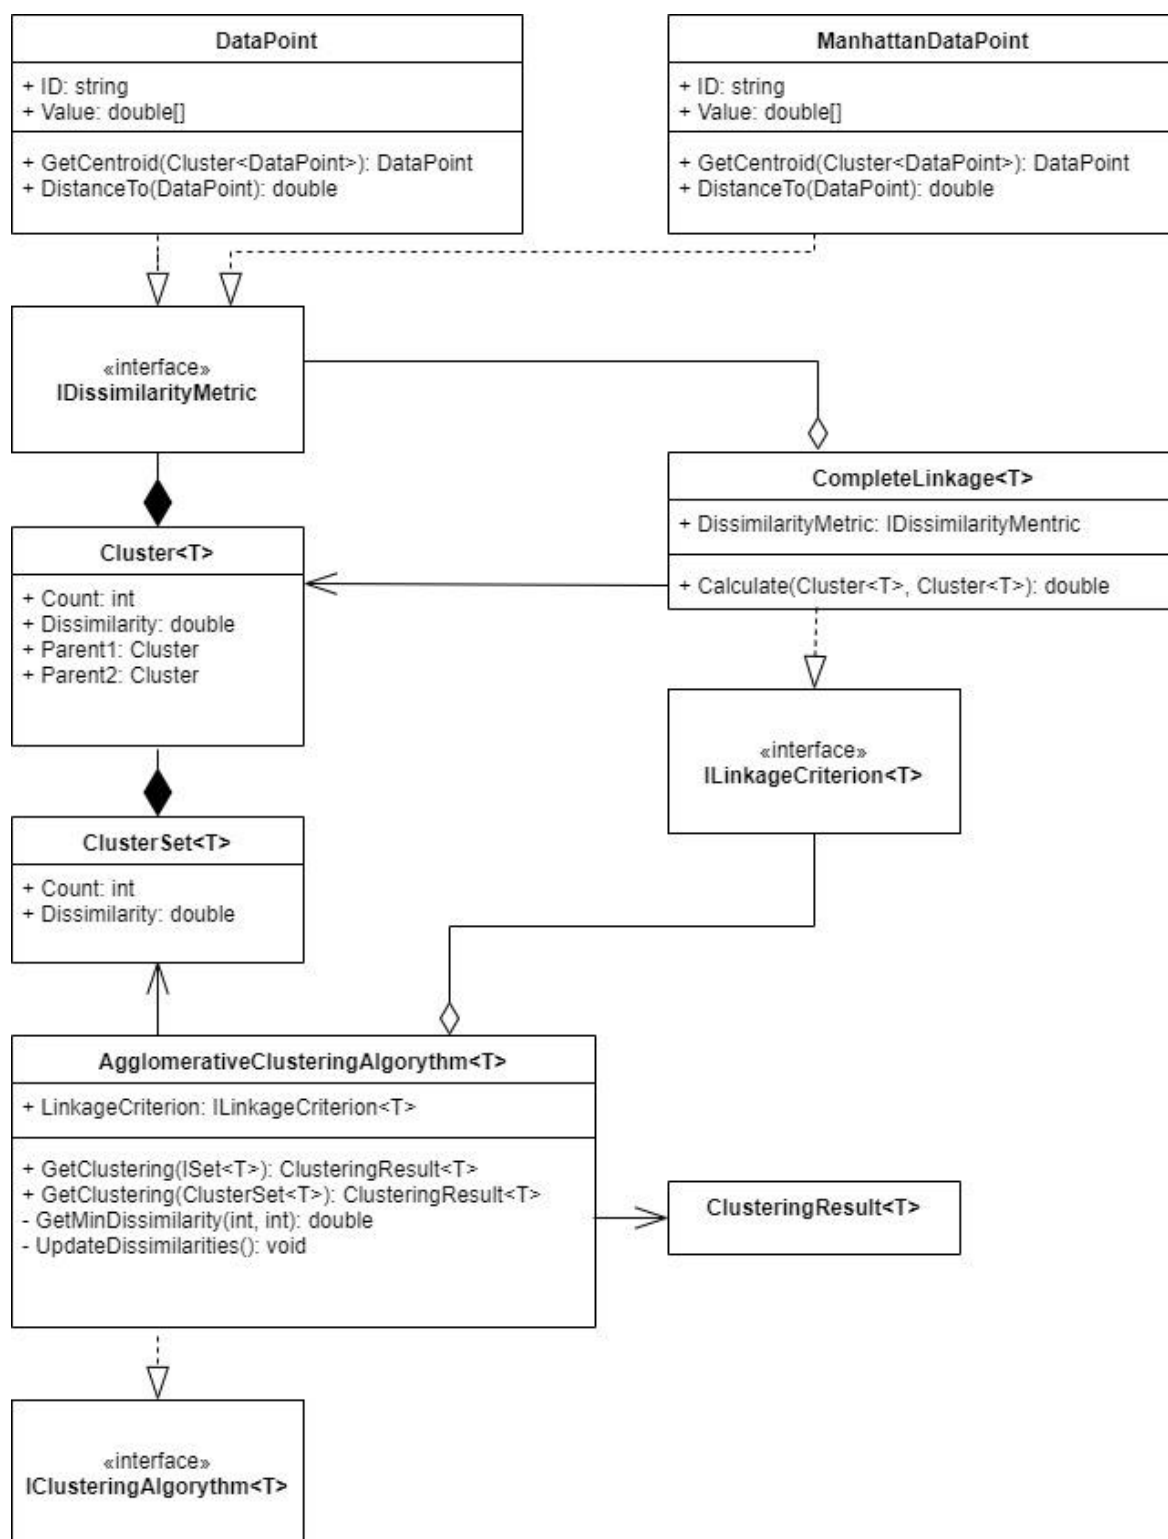 DataPoint
+ ID: string
+ Value: double[]
+ GetCentroid(Cluster<DataPoint>): DataPoint
+ DistanceTo(DataPoint): double
ManhattanDataPoint
+ ID: string
+ Value: double[]
+ GetCentroid(Cluster<DataPoint>): DataPoint
+ DistanceTo(DataPoint): double
«interface»
IDissimilarityMetric
CompleteLinkage<T>
+ DissimilarityMetric: IDissimilarityMentric
+ Calculate(Cluster<T>, Cluster<T>): double
Cluster<T>
+ Count: int
+ Dissimilarity: double
+ Parent1: Cluster
+ Parent2: Cluster
«interface»
ILinkageCriterion<T>
ClusterSet<T>
+ Count: int
+ Dissimilarity: double
AgglomerativeClusteringAlgorythm<T>
+ LinkageCriterion: ILinkageCriterion<T>
+ GetClustering(ISet<T>): ClusteringResult<T>
+ GetClustering(ClusterSet<T>): ClusteringResult<T>
- GetMinDissimilarity(int, int): double
- UpdateDissimilarities(): void
ClusteringResult<T>
«interface»
IClusteringAlgorythm<T>